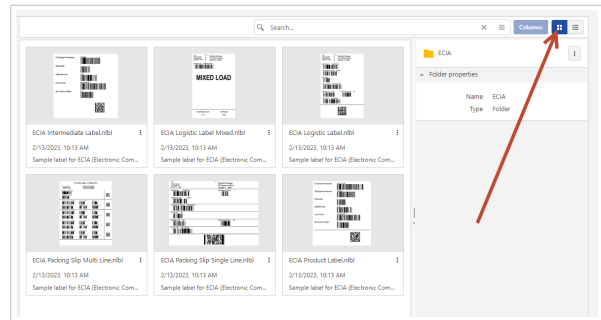 Search...
Columns
ECIA
Folder properties
Name ECIA
Type Folder
MIXED LOAD
ECIA Intermediate Label.nlbl
2/13/2023, 10:13 AM
Sample label for ECIA (Electronic Com...
ECIA Logistic Label Mixed.nlbl
2/13/2023, 10:13 AM
Sample label for ECIA (Electronic Com...
ECIA Logistic Label.nlbl
2/13/2023, 10:13 AM
Sample label for ECIA (Electronic Com...
ECIA Packing Slip Multi Line.nlbl
2/13/2023, 10:13 AM
Sample label for ECIA (Electronic Com...
ECIA Packing Slip Single Line.nlbl
2/13/2023, 10:13 AM
Sample label for ECIA (Electronic Com...
ECIA Product Label.nlbl
2/13/2023, 10:13 AM
Sample label for ECIA (Electronic Com...